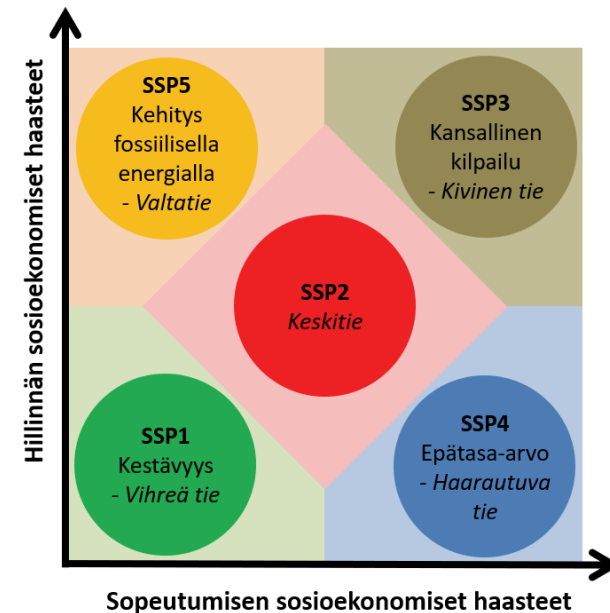 Hillinnän sosioekonomiset haasteet
SSP5
Kehitys
fossiilisella
energialla
- Valtatie
SSP3
Kansallinen
kilpailu
- Kivinen tie
SSP2
Keskitie
SSP1
Kestävyys
- Vihreä tie
SSP4
Epätasa-arvo
- Haarautuva
tie
Sopeutumisen sosioekonomiset haasteet